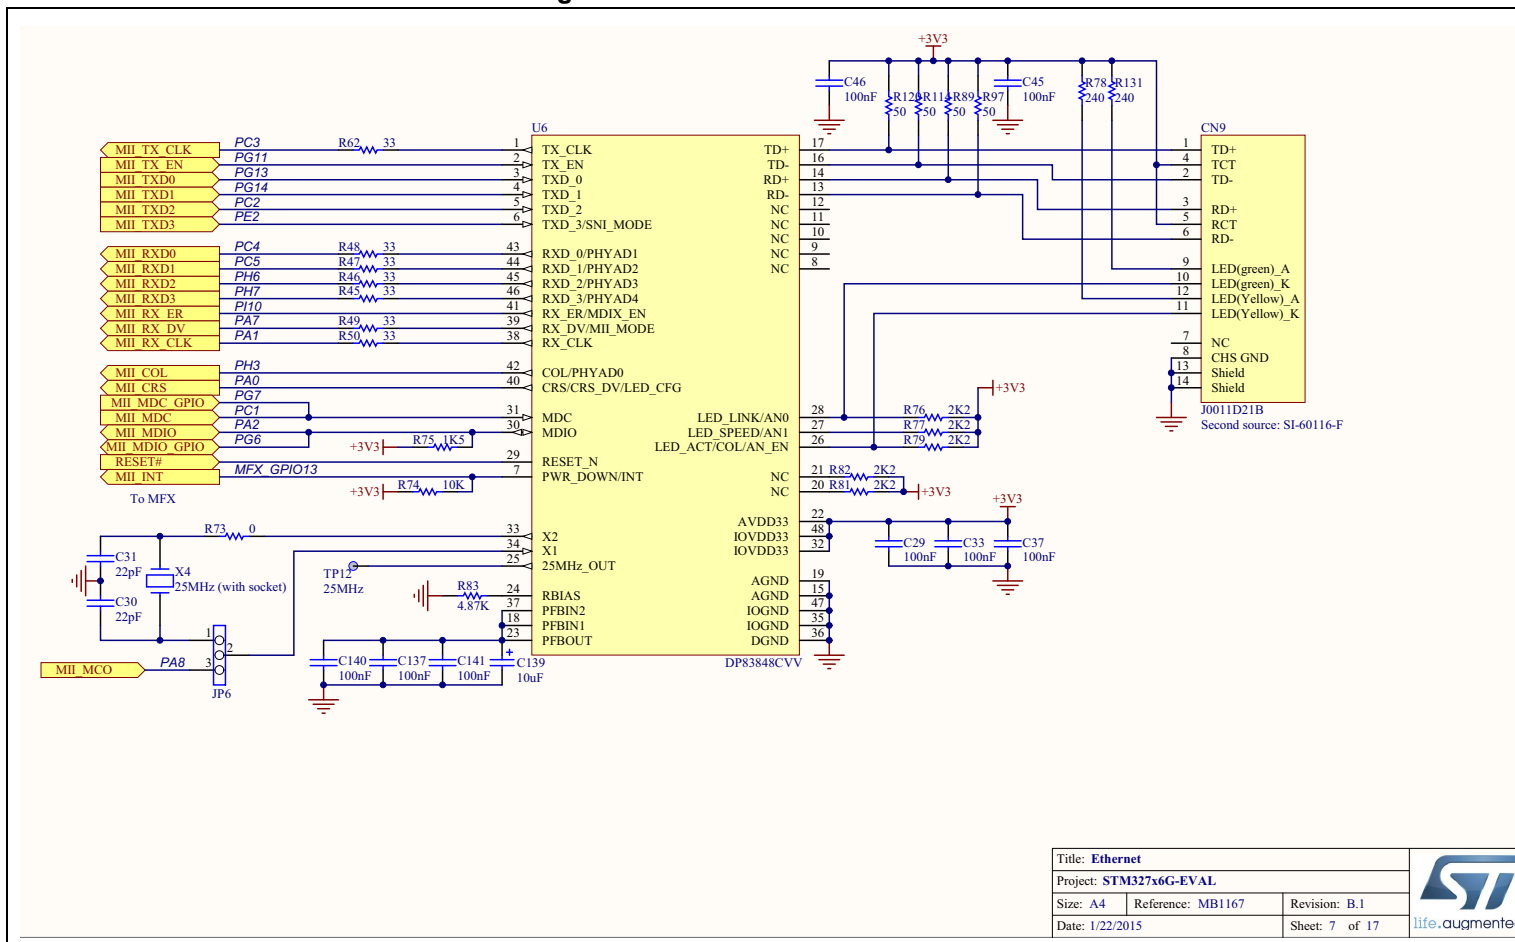 +3V3
C46
100nF
R120
50
R114
50
R89
50
R97
50
C45
100nF
R78
240
R131
240
U6
CN9
MII_TX_CLK PC3 R62 33 1 TX_CLK
MII_TX_EN PG11 2 TX_EN
MII_TXD0 PG13 3 TXD_0
MII_TXD1 PG14 4 TXD_1
MII_TXD2 PC2 5 TXD_2
MII_TXD3 PE2 6 TXD_3/SNI_MODE
MII_RXD0 PC4 R48 33 43 RXD_0/PHYAD1
MII_RXD1 PC5 R47 33 44 RXD_1/PHYAD2
MII_RXD2 PH6 R46 33 45 RXD_2/PHYAD3
MII_RXD3 PH7 R45 33 46 RXD_3/PHYAD4
MII_RX_ER PI10 41 RX_ER/MDIX_EN
MII_RX_DV PA7 R49 33 39 RX_DV/MII_MODE
MII_RX_CLK PA1 R50 33 38 RX_CLK
MII_COL PH3 42 COL/PHYAD0
MII_CRS PA0 40 CRS/CRS_DV/LED_CFG
MII_MDC_GPIO PG7
MII_MDC PC1 31 MDC
MII_MDIO PA2 30 MDIO
MII_MDIO_GPIO PG6 +3V3 R75 1K5
RESET# 29 RESET_N
MII_INT MFX_GPIO13 7 PWR_DOWN/INT
To MFX +3V3 R74 10K
R73 0 33 X2
34 X1
25 25MHz_OUT
C31
22pF
X4
25MHz (with socket)
C30
22pF
TP12
25MHz
R83
4.87K
24 RBIAS
37 PFBIN2
18 PFBIN1
23 PFBOUT
1
2
3
MII_MCO PA8
JP6
C140
100nF
C137
100nF
C141
100nF
+
C139
10uF
TD+ 17
TD- 16
RD+ 14
RD- 13
NC 12
NC 11
NC 10
NC 9
NC 8
LED_LINK/AN0 28 R76 2K2
LED_SPEED/AN1 27 R77 2K2
LED_ACT/COL/AN_EN 26 R79 2K2
+3V3
NC 21 R82 2K2
NC 20 R81 2K2
+3V3
AVDD33 22
IOVDD33 48
IOVDD33 32
+3V3
C29
100nF
C33
100nF
C37
100nF
AGND 19
AGND 15
IOGND 47
IOGND 35
DGND 36
DP83848CVV
1 TD+
4 TCT
2 TD-
3 RD+
5 RCT
6 RD-
9 LED(green)_A
10 LED(green)_K
12 LED(Yellow)_A
11 LED(Yellow)_K
7 NC
8 CHS GND
13 Shield
14 Shield
J0011D21B
Second source: SI-60116-F
Title: Ethernet
Project: STM327x6G-EVAL
Size: A4 Reference: MB1167 Revision: B.1
Date: 1/22/2015 Sheet: 7 of 17
ST